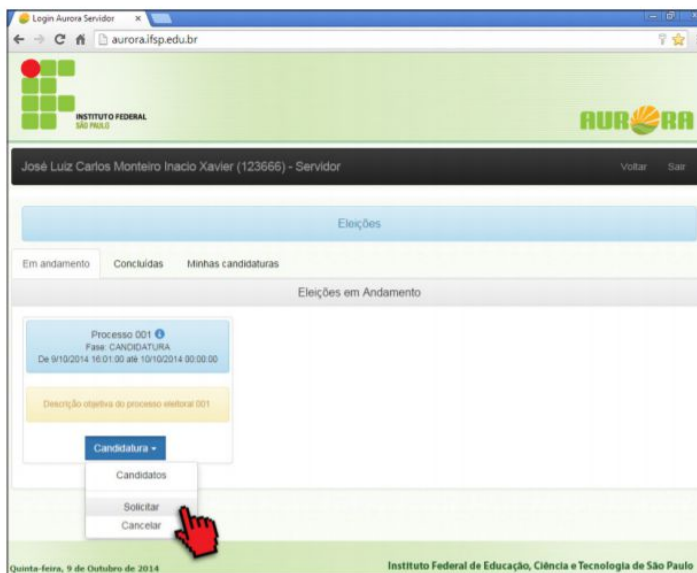 Login Aurora Servidor
aurora.ifsp.edu.br
INSTITUTO FEDERAL
SÃO PAULO
AURORA
José Luiz Carlos Monteiro Inacio Xavier (123666) - Servidor
Voltar
Sair
Eleições
Em andamento
Concluídas
Minhas candidaturas
Eleições em Andamento
Processo 001
Fase: CANDIDATURA
De 9/10/2014 16:01:00 até 10/10/2014 00:00:00
Descrição objetiva do processo eleitoral 001
Candidatura
Candidatos
Solicitar
Cancelar
Quinta-feira, 9 de Outubro de 2014
Instituto Federal de Educação, Ciência e Tecnologia de São Paulo